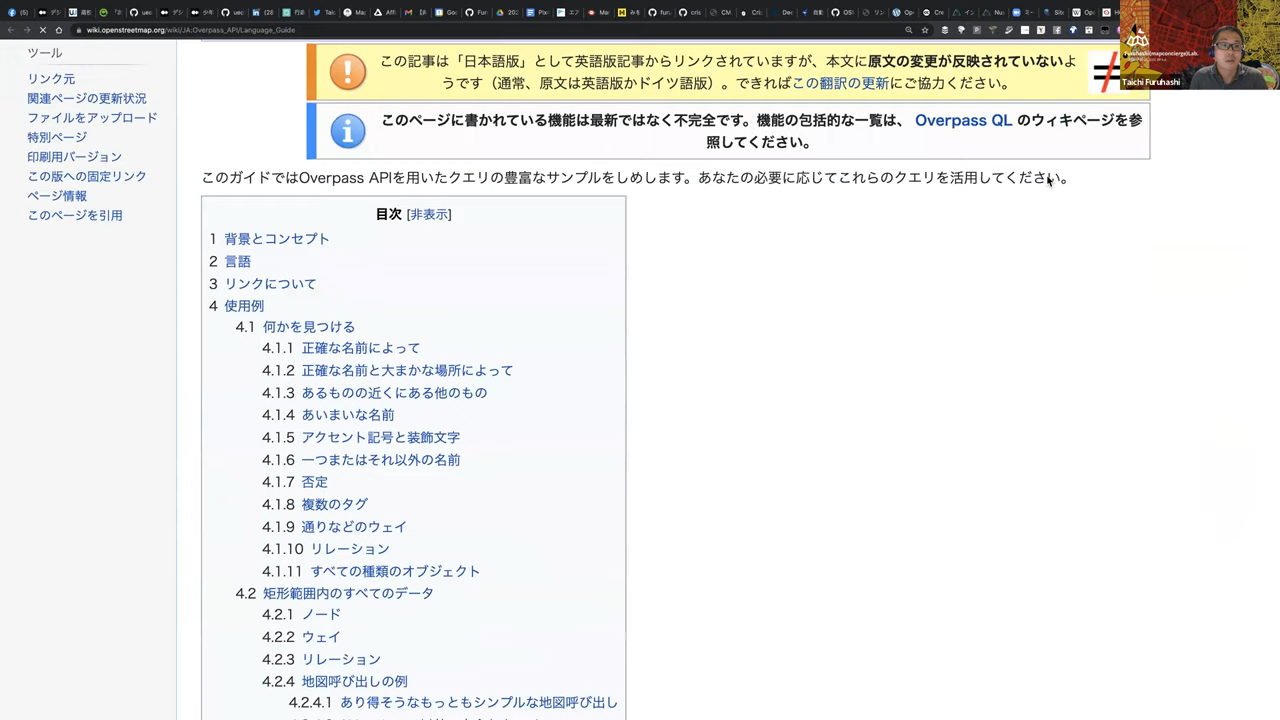 wiki.openstreetmap.org/wiki/JA:Overpass_API/Language_Guide
Taichi Furuhashi
ツール
リンク元
関連ページの更新状況
ファイルをアップロード
特別ページ
印刷用バージョン
この版への固定リンク
ページ情報
このページを引用
この記事は「日本語版」として英語版記事からリンクされていますが、本文に原文の変更が反映されていないよ
うです（通常、原文は英語版かドイツ語版）。できればこの翻訳の更新にご協力ください。
このページに書かれている機能は最新ではなく不完全です。機能の包括的な一覧は、 Overpass QL のウィキページを参
照してください。
このガイドではOverpass APIを用いたクエリの豊富なサンプルをしめします。あなたの必要に応じてこれらのクエリを活用してください。
目次 [非表示]
1 背景とコンセプト
2 言語
3 リンクについて
4 使用例
4.1 何かを見つける
4.1.1 正確な名前によって
4.1.2 正確な名前と大まかな場所によって
4.1.3 あるものの近くにある他のもの
4.1.4 あいまいな名前
4.1.5 アクセント記号と装飾文字
4.1.6 一つまたはそれ以外の名前
4.1.7 否定
4.1.8 複数のタグ
4.1.9 通りなどのウェイ
4.1.10 リレーション
4.1.11 すべての種類のオブジェクト
4.2 矩形範囲内のすべてのデータ
4.2.1 ノード
4.2.2 ウェイ
4.2.3 リレーション
4.2.4 地図呼び出しの例
4.2.4.1 あり得そうなもっともシンプルな地図呼び出し